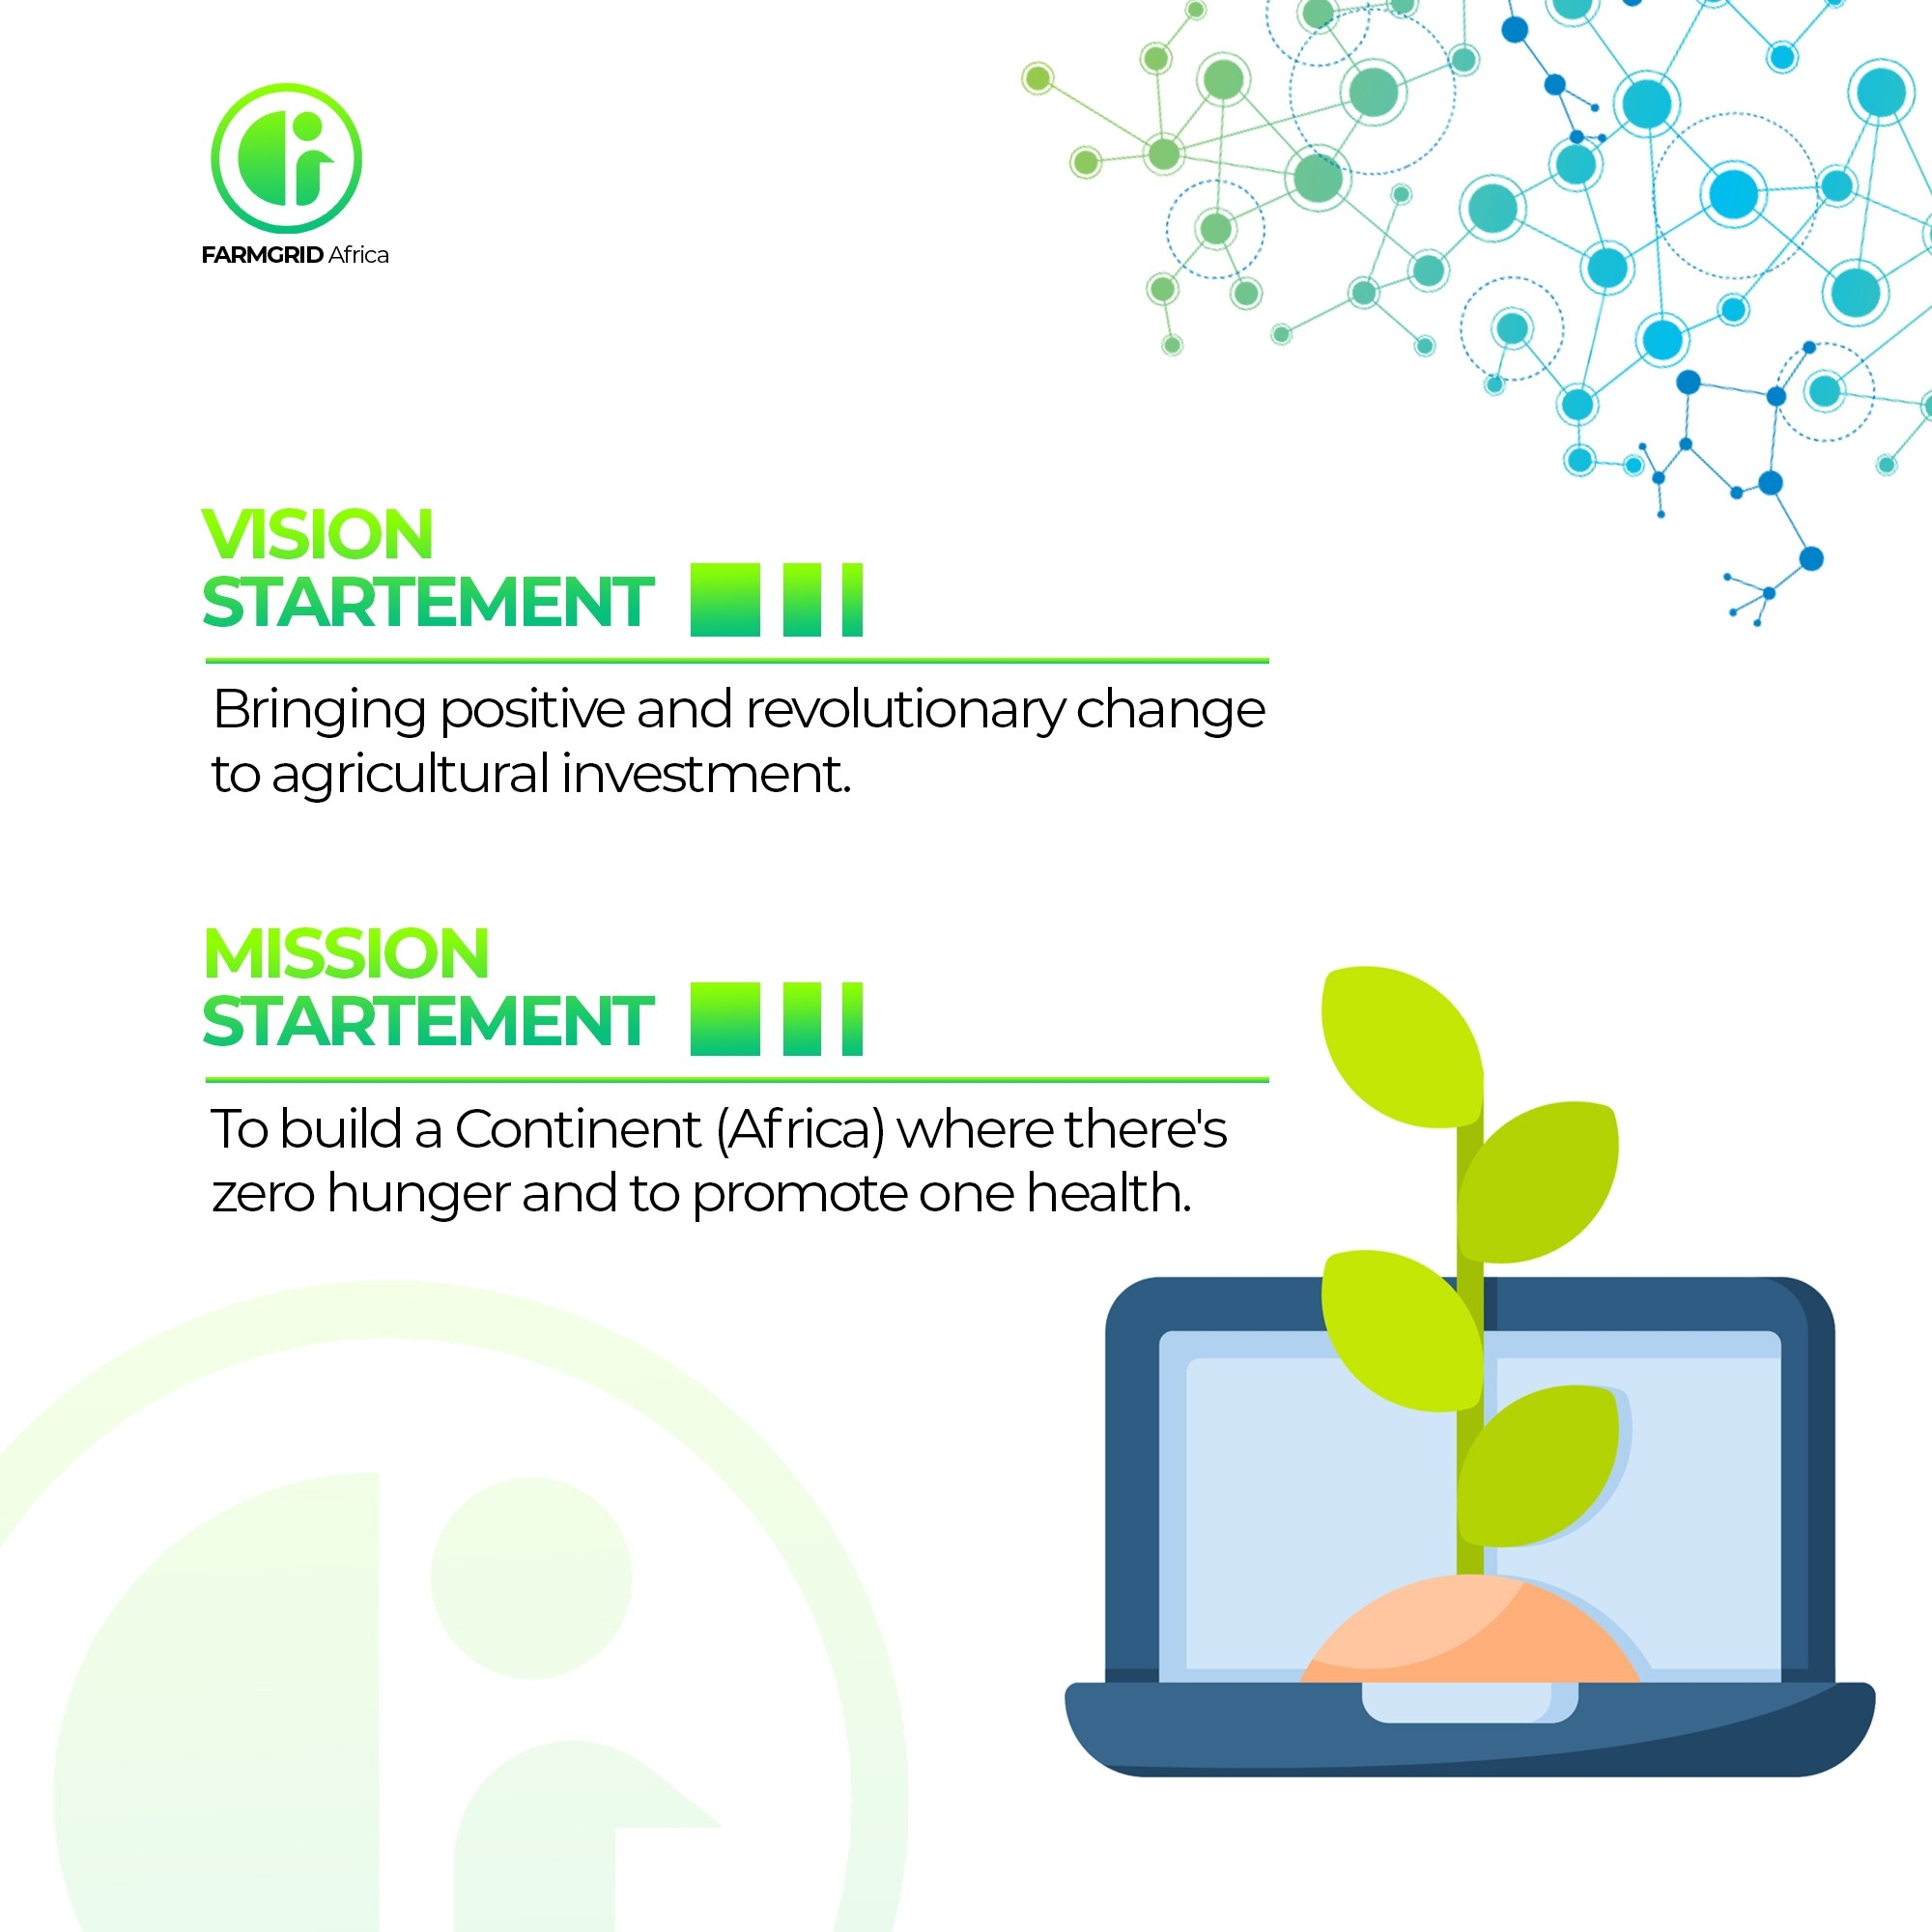 FARMGRID Africa
VISION
STARTEMENT
Bringing positive and revolutionary change
to agricultural investment.
MISSION
STARTEMENT
To build a Continent (Africa) where there's
zero hunger and to promote one health.